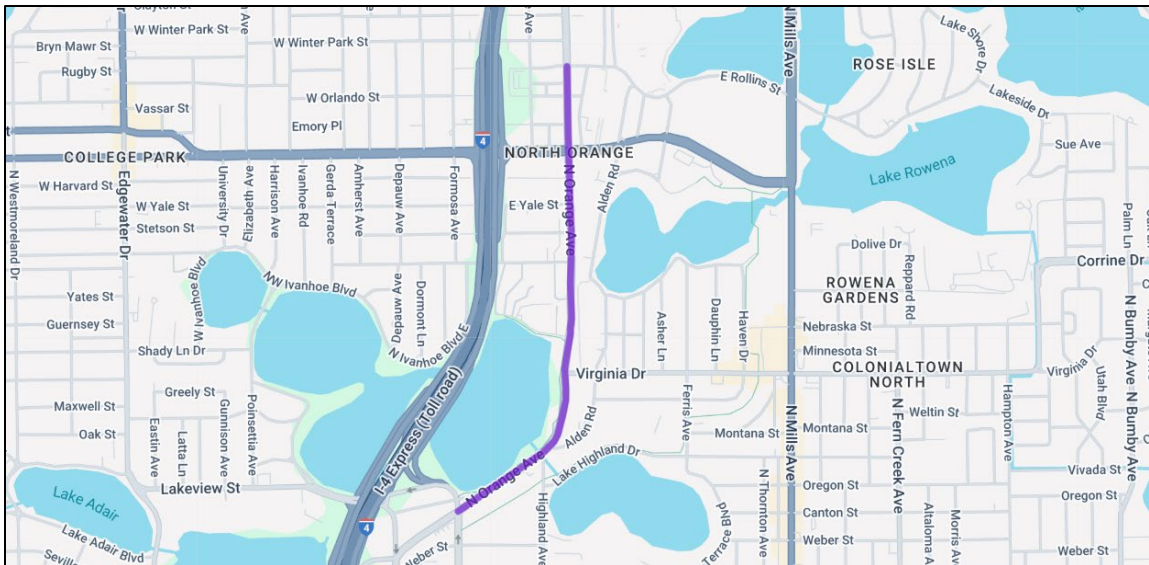 Clayton St
W Winter Park St
Bryn Mawr St
W Winter Park St
Rugby St
Vassar St
W Orlando St
Emory Pl
COLLEGE PARK
4
NORTH ORANGE
N Mills Ave
ROSE ISLE
Lake Shore Dr
E Rollins St
Lakeside Dr
Lake Rowena
Sue Ave
W Harvard St
W Yale St
Stetson St
N Westmoreland Dr
Edgewater Dr
University Dr
Elizabeth Ave
Harrison Ave
Ivanhoe Rd
Gerda Terrace
Amherst Ave
Depauw Ave
Formosa Ave
E Yale St
N Orange Ave
Alden Rd
Dolive Dr
Reppard Rd
ROWENA
GARDENS
Palm Ln
Corrine Dr
N Bumby Ave
NW Ivanhoe Blvd
W Ivanhoe Blvd
Yates St
Guernsey St
Shady Ln Dr
Depauw Ave
Dormont Ln
N Ivanhoe Blvd E
Asher Ln
Dauphin Ln
Haven Dr
Nebraska St
Minnesota St
COLONIALTOWN
NORTH
Virginia Dr
Virginia Dr
Utah Blvd
N Bumby Ave
Hampton Ave
Greely St
Maxwell St
Oak St
Eastin Ave
Latta Ln
Gunnison Ave
Poinsettia Ave
I-4 Express (Toll road)
Alden Rd
Lake Highland Dr
N Orange Ave
Highland Ave
Ferris Ave
Montana St
N Mills Ave
Montana St
Weltin St
N Fern Creek Ave
Vivada St
Lakeview St
Lake Adair
Lake Adair Blvd
4
Weber St
N Thornton Ave
Oregon St
Canton St
Weber St
Altaloma A
Morris Av
Oregon St
Weber St